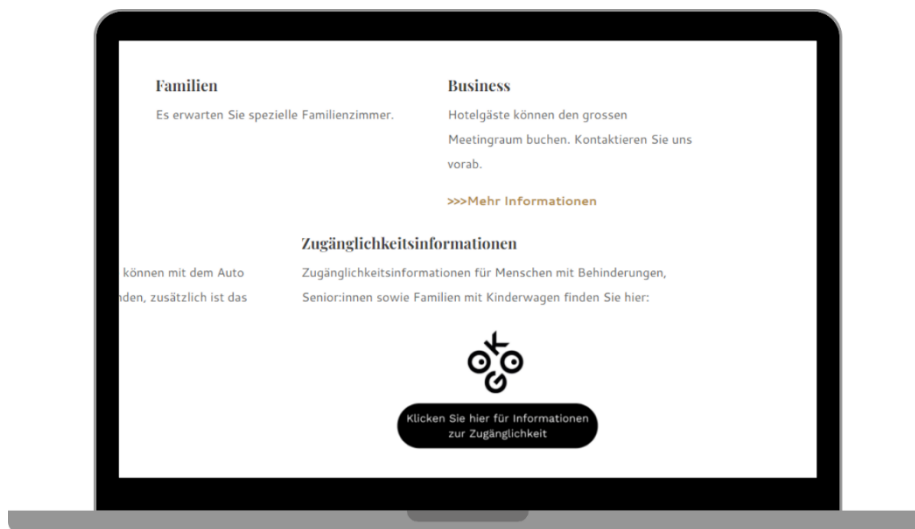 Familien
Es erwarten Sie spezielle Familienzimmer.
Business
Hotelgäste können den grossen
Meetingraum buchen. Kontaktieren Sie uns
vorab.
>>>Mehr Informationen
können mit dem Auto
nden, zusätzlich ist das
Zugänglichkeitsinformationen
Zugänglichkeitsinformationen für Menschen mit Behinderungen,
Senior:innen sowie Familien mit Kinderwagen finden Sie hier:
OK
GO
Klicken Sie hier für Informationen
zur Zugänglichkeit